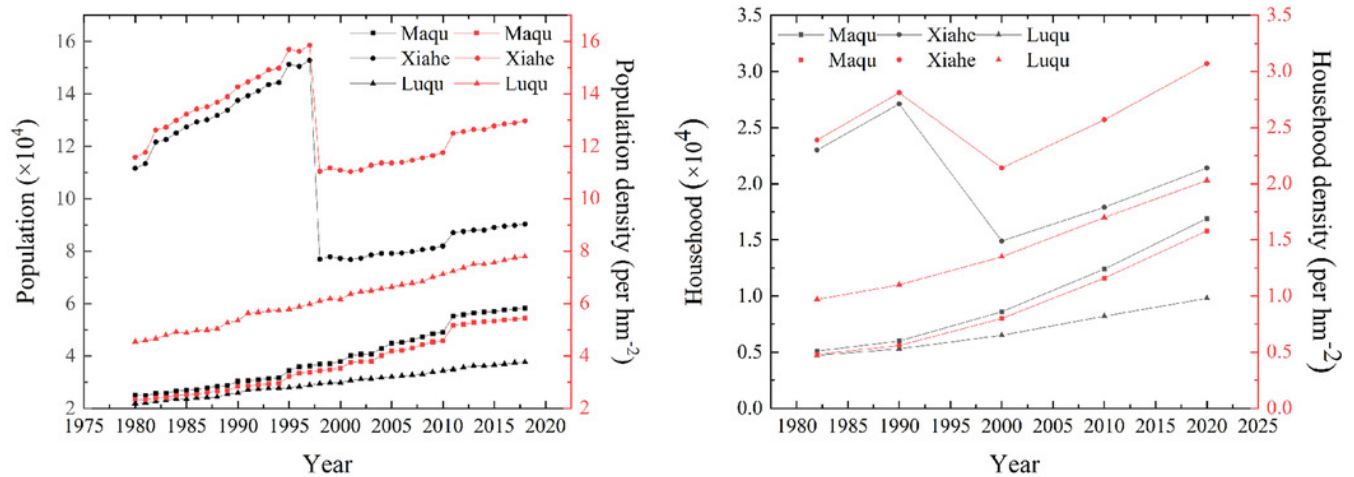 Population (×10⁴)
16
14
12
10
8
6
4
2
Maqu
Xiahe
Luqu
Maqu
Xiahe
Luqu
16
14
12
10
8
6
4
2
Population density (per hm⁻²)
1975 1980 1985 1990 1995 2000 2005 2010 2015 2020
Year
Househood (×10⁴)
3.5
3.0
2.5
2.0
1.5
1.0
0.5
0.0
Maqu Xiahe Luqu
Maqu Xiahe Luqu
3.5
3.0
2.5
2.0
1.5
1.0
0.5
0.0
Househood density (per hm⁻²)
1980 1985 1990 1995 2000 2005 2010 2015 2020 2025
Year